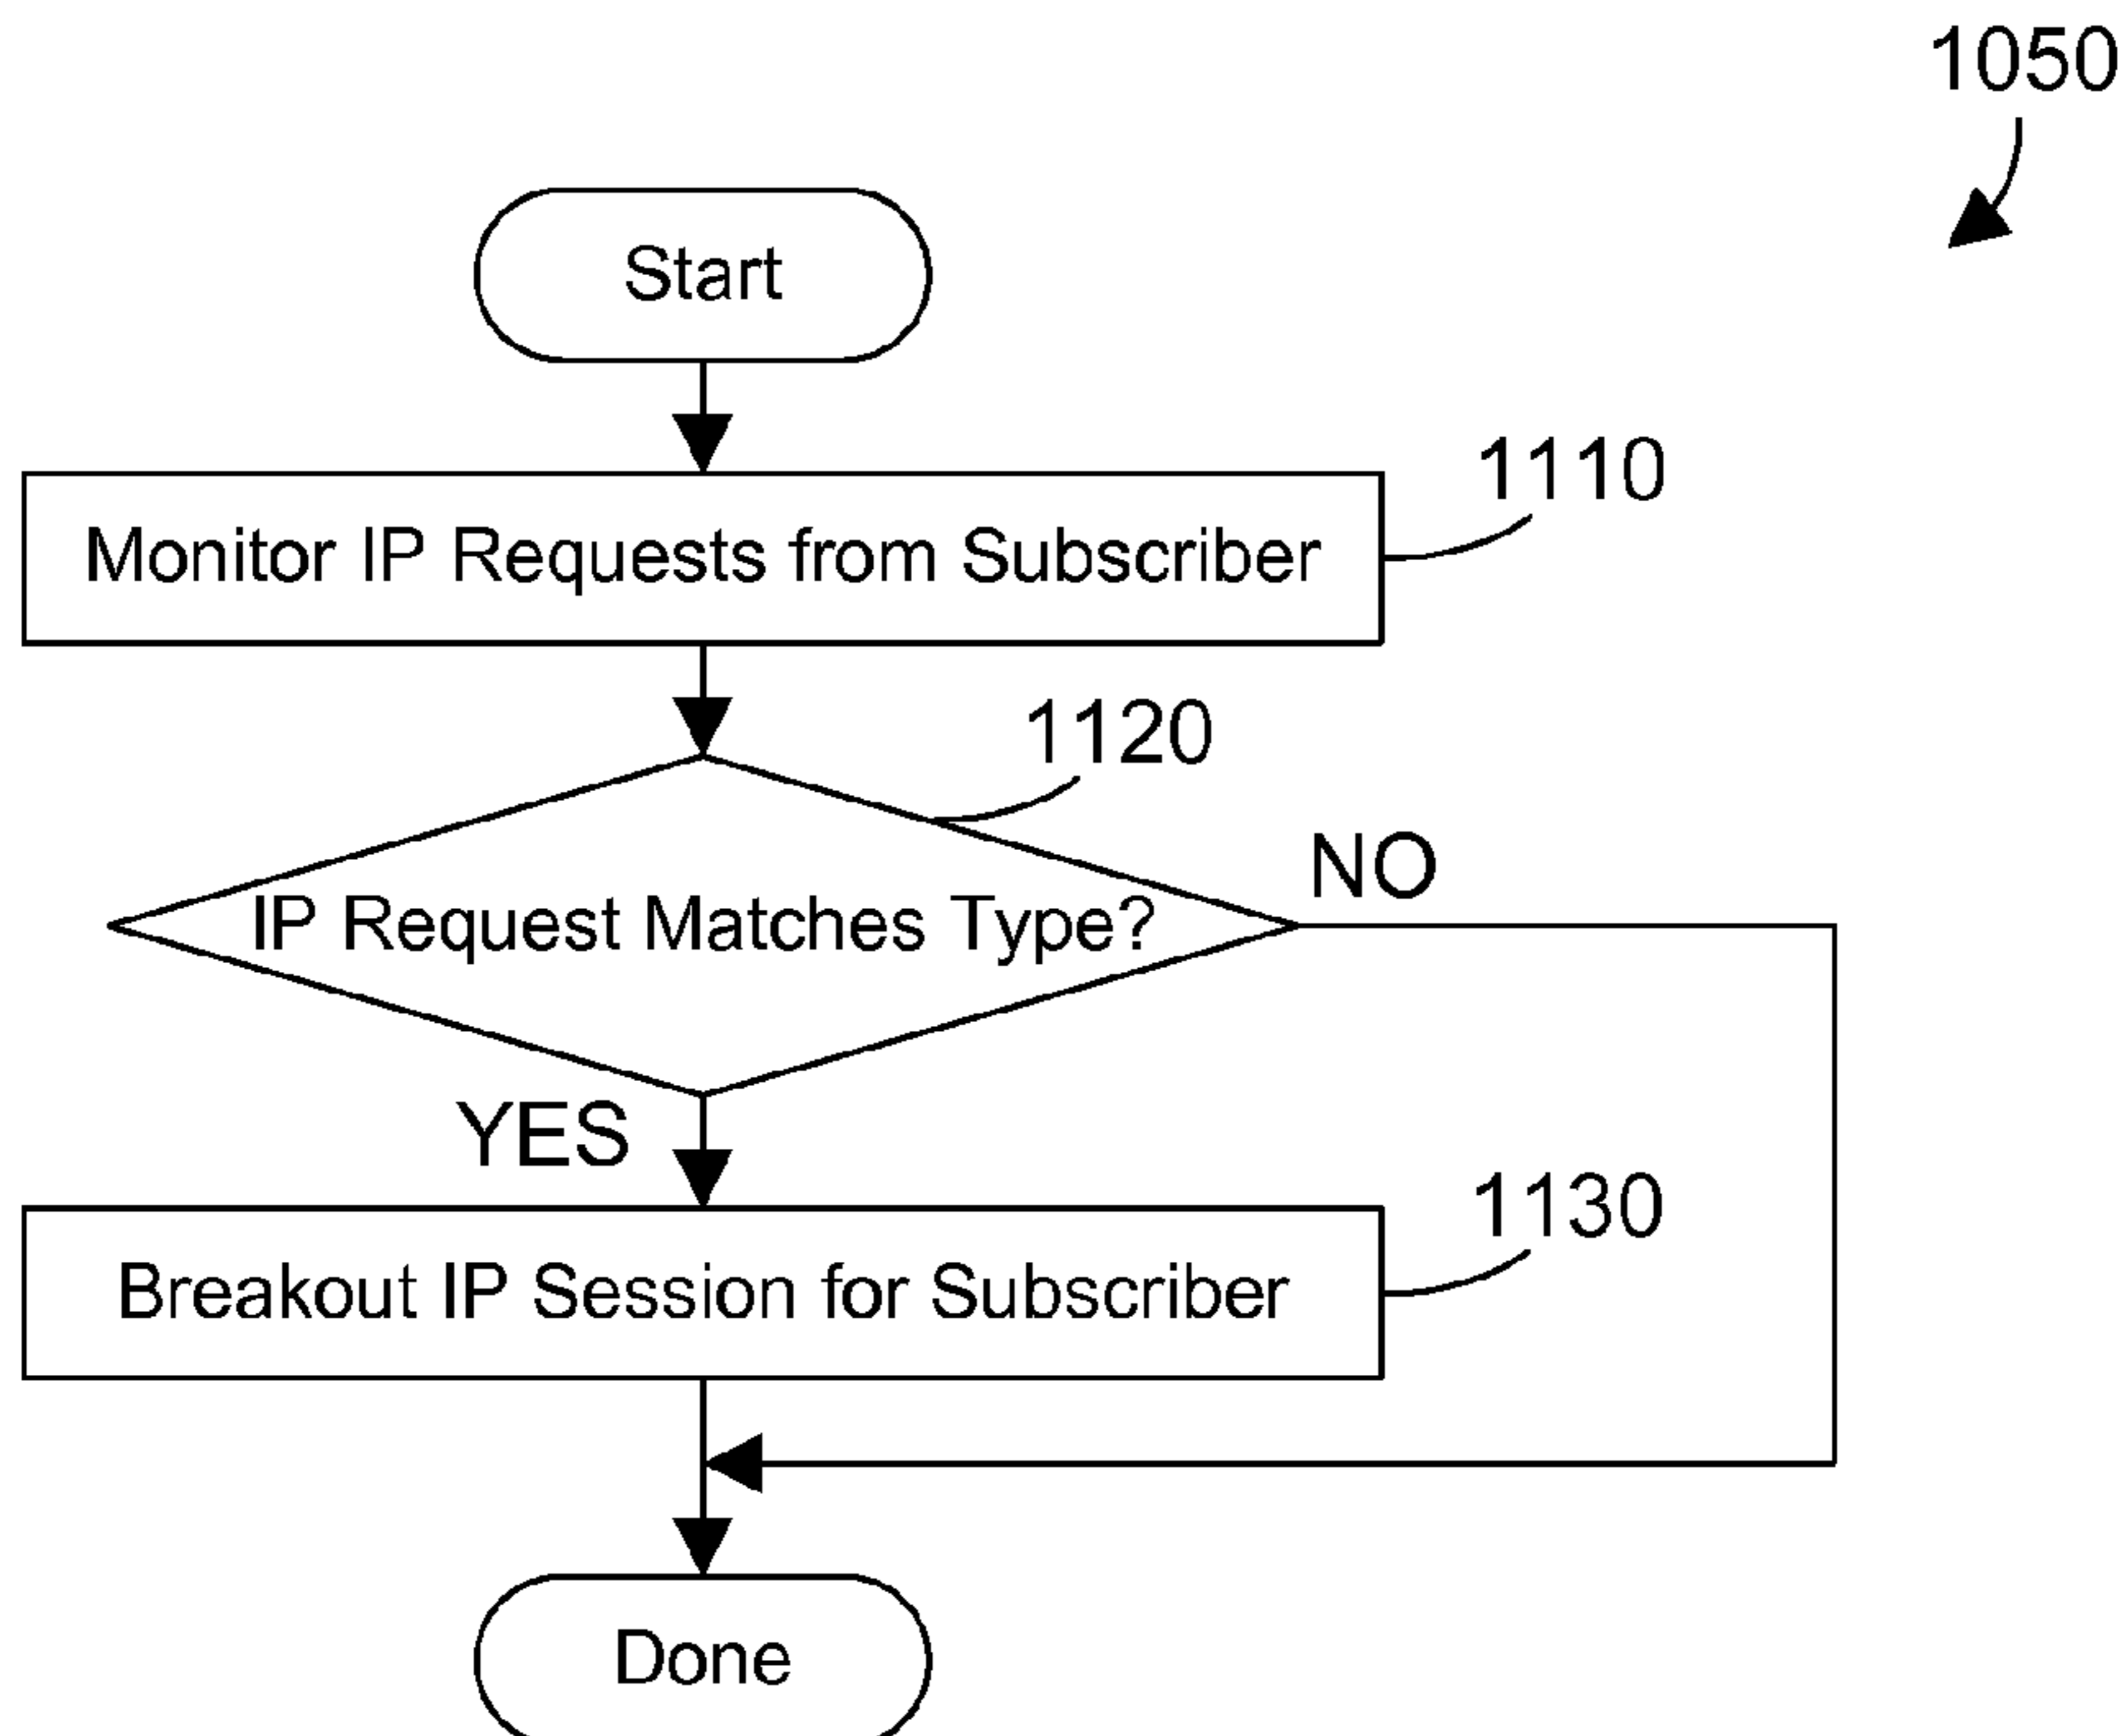 1050
Start
Monitor IP Requests from Subscriber
1110
1120
IP Request Matches Type?
NO
YES
1130
Breakout IP Session for Subscriber
Done